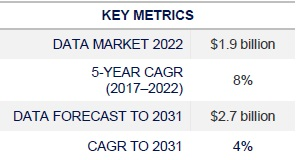 KEY METRICS
DATA MARKET 2022 $1.9 billion
5-YEAR CAGR
(2017–2022) 8%
DATA FORECAST TO 2031 $2.7 billion
CAGR TO 2031 4%